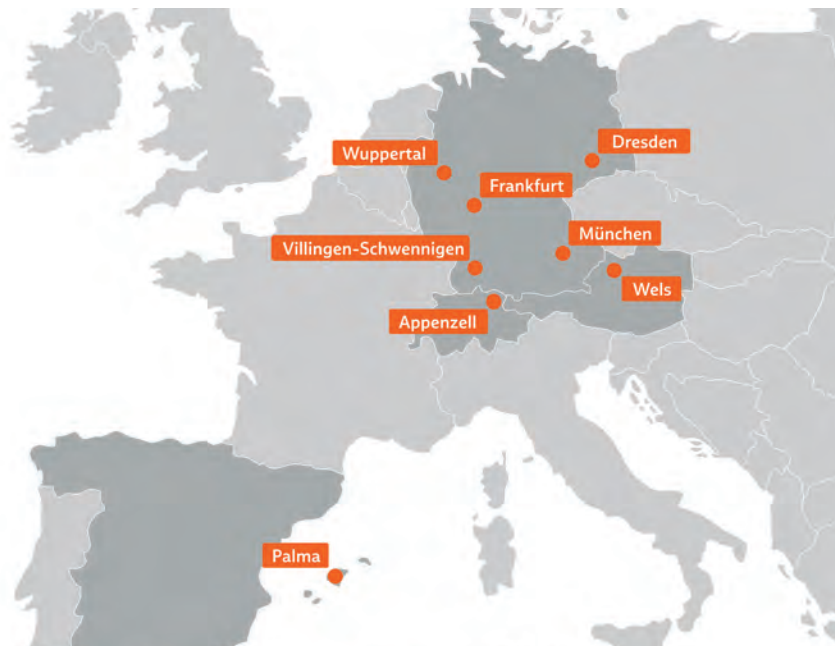 Dresden
Wuppertal
Frankfurt
München
Villingen-Schwennigen
Wels
Appenzell
Palma